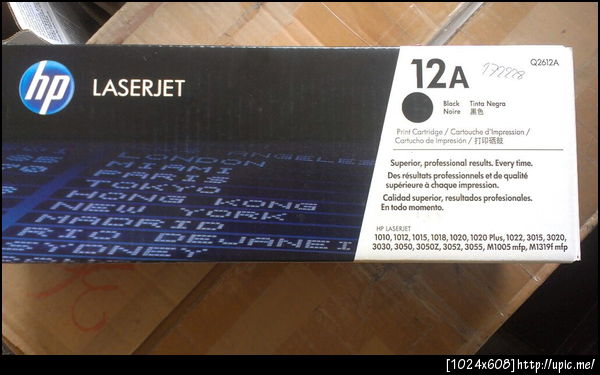 hp
LASERJET
12A
Q2612A
Black Tinta Negra
Noire 黑色
Print Cartridge / Cartouche d'Impression /
Cartucho de Impresión / 打印硒鼓
Superior, professional results. Every time.
Des résultats professionnels et de qualité
supérieure à chaque impression.
Calidad superior, resultados profesionales.
En todo momento.
HP LASERJET
1010, 1012, 1015, 1018, 1020, 1020 Plus, 1022, 3015, 3020,
3030, 3050, 3050Z, 3052, 3055, M1005 mfp, M1319f mfp
LONDON
LOS ANGELES
MIAMI
PARIS
TOKYO
HONG KONG
NEW YORK
MADRID
RIO DE JANEI
SYDNEY
[1024x608]http://upic.me/